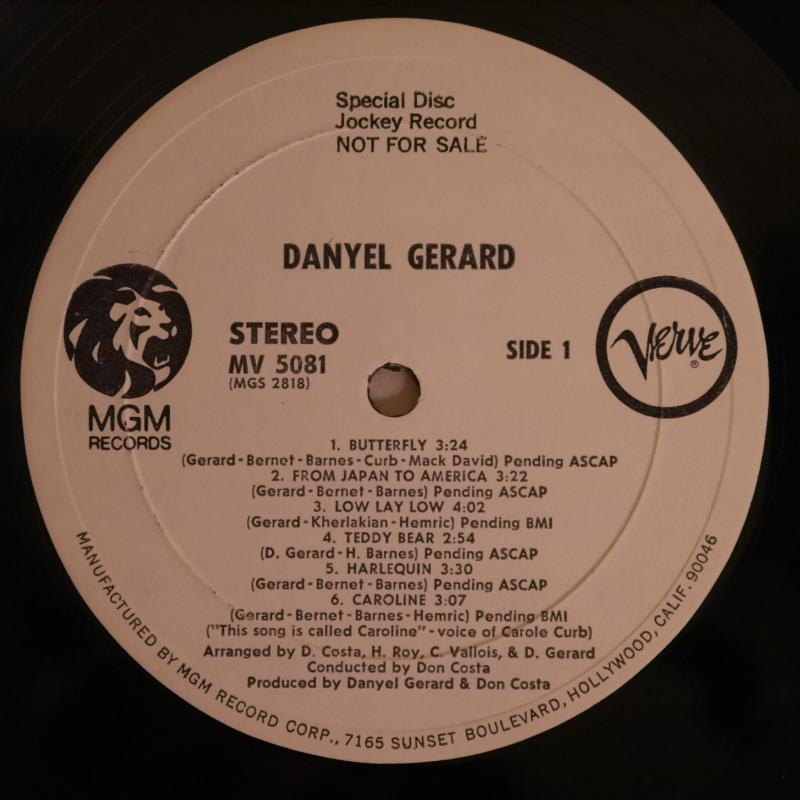 Special Disc
Jockey Record
NOT FOR SALE
DANYEL GERARD
STEREO
MV 5081
(MGS 2818)
SIDE 1
Verve
®
MGM
RECORDS
1. BUTTERFLY 3:24
(Gerard-Bernet-Barnes-Curb-Mack David) Pending ASCAP
2. FROM JAPAN TO AMERICA 3:22
(Gerard-Bernet-Barnes) Pending ASCAP
3. LOW LAY LOW 4:02
(Gerard-Kherlakian-Hemric) Pending BMI
4. TEDDY BEAR 2:54
(D. Gerard-H. Barnes) Pending ASCAP
5. HARLEQUIN 3:30
(Gerard-Bernet-Barnes) Pending ASCAP
6. CAROLINE 3:07
(Gerard-Bernet-Barnes-Hemric) Pending BMI
("This song is called Caroline"-voice of Carole Curb)
Arranged by D. Costa, H. Roy, C. Vallois, & D. Gerard
Conducted by Don Costa
Produced by Danyel Gerard & Don Costa
MANUFACTURED BY MGM RECORD CORP., 7165 SUNSET BOULEVARD, HOLLYWOOD, CALIF. 90046